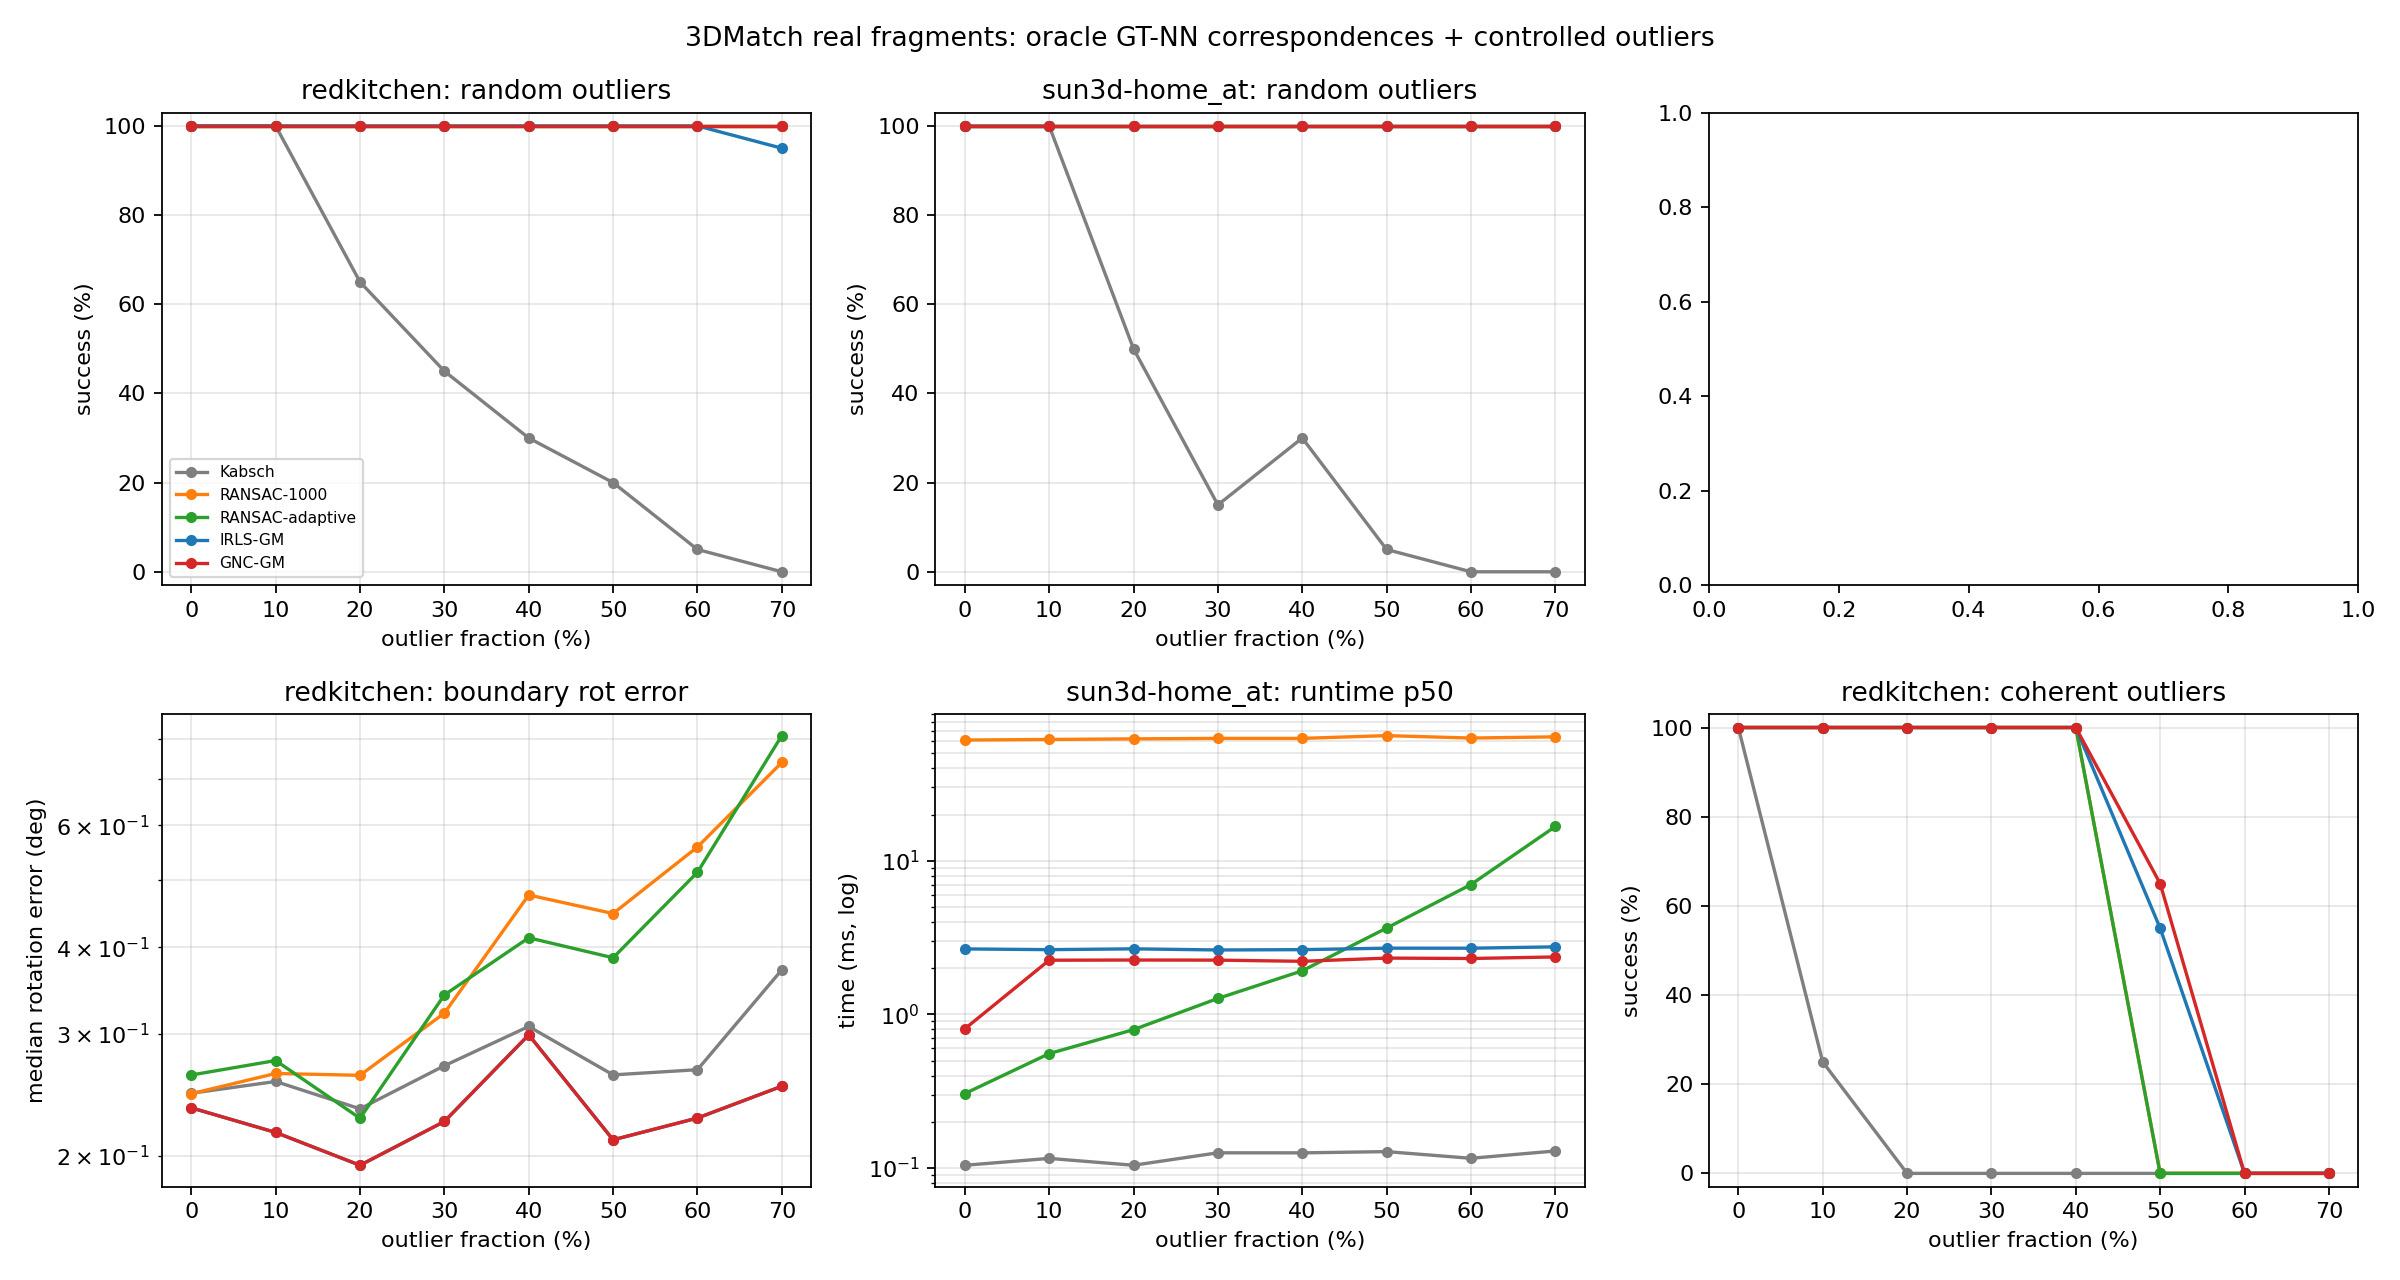 3DMatch real fragments: oracle GT-NN correspondences + controlled outliers
redkitchen: random outliers
success (%)
100
80
60
40
20
0
Kabsch
RANSAC-1000
RANSAC-adaptive
IRLS-GM
GNC-GM
0 10 20 30 40 50 60 70
outlier fraction (%)
sun3d-home_at: random outliers
success (%)
100
80
60
40
20
0
0 10 20 30 40 50 60 70
outlier fraction (%)
1.0
0.8
0.6
0.4
0.2
0.0
0.0 0.2 0.4 0.6 0.8 1.0
redkitchen: boundary rot error
median rotation error (deg)
6 × 10⁻¹
4 × 10⁻¹
3 × 10⁻¹
2 × 10⁻¹
0 10 20 30 40 50 60 70
outlier fraction (%)
sun3d-home_at: runtime p50
time (ms, log)
10¹
10⁰
10⁻¹
0 10 20 30 40 50 60 70
outlier fraction (%)
redkitchen: coherent outliers
success (%)
100
80
60
40
20
0
0 10 20 30 40 50 60 70
outlier fraction (%)